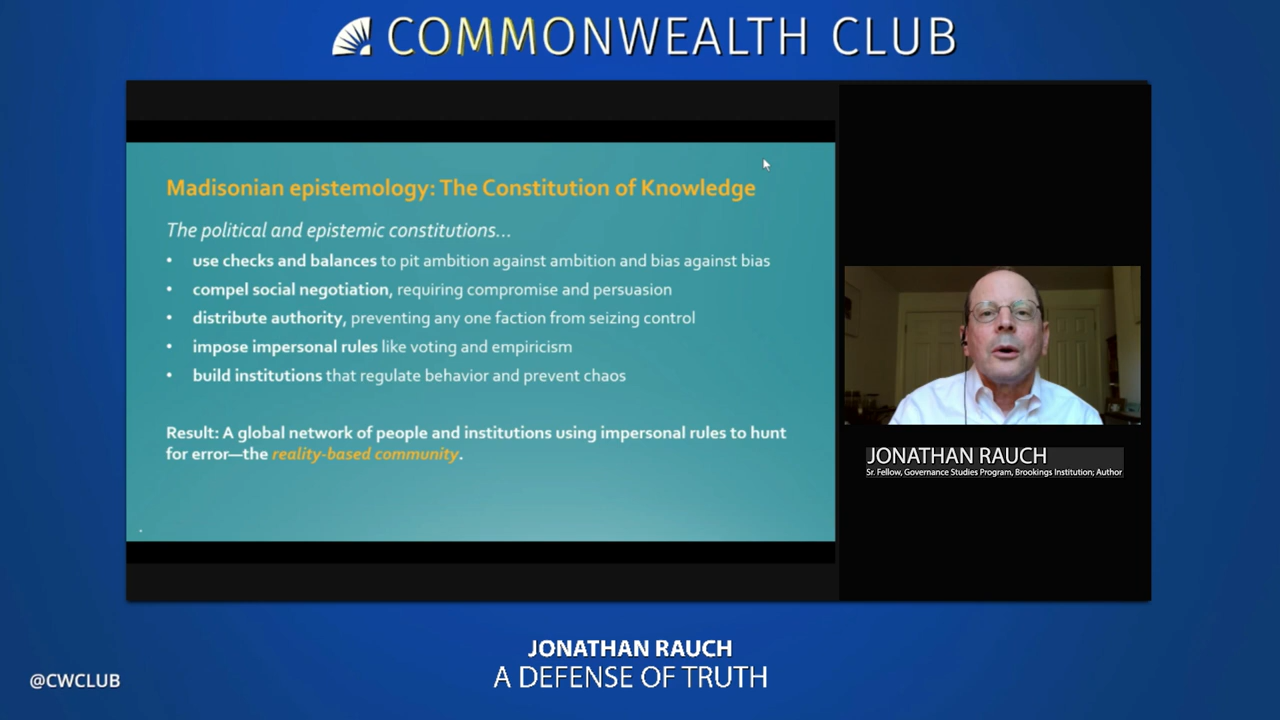 COMMONWEALTH CLUB
Madisonian epistemology: The Constitution of Knowledge
The political and epistemic constitutions...
• use checks and balances to pit ambition against ambition and bias against bias
• compel social negotiation, requiring compromise and persuasion
• distribute authority, preventing any one faction from seizing control
• impose impersonal rules like voting and empiricism
• build institutions that regulate behavior and prevent chaos
Result: A global network of people and institutions using impersonal rules to hunt
for error—the reality-based community.
JONATHAN RAUCH
Sr. Fellow, Governance Studies Program, Brookings Institution; Author
JONATHAN RAUCH
A DEFENSE OF TRUTH
@CWCLUB